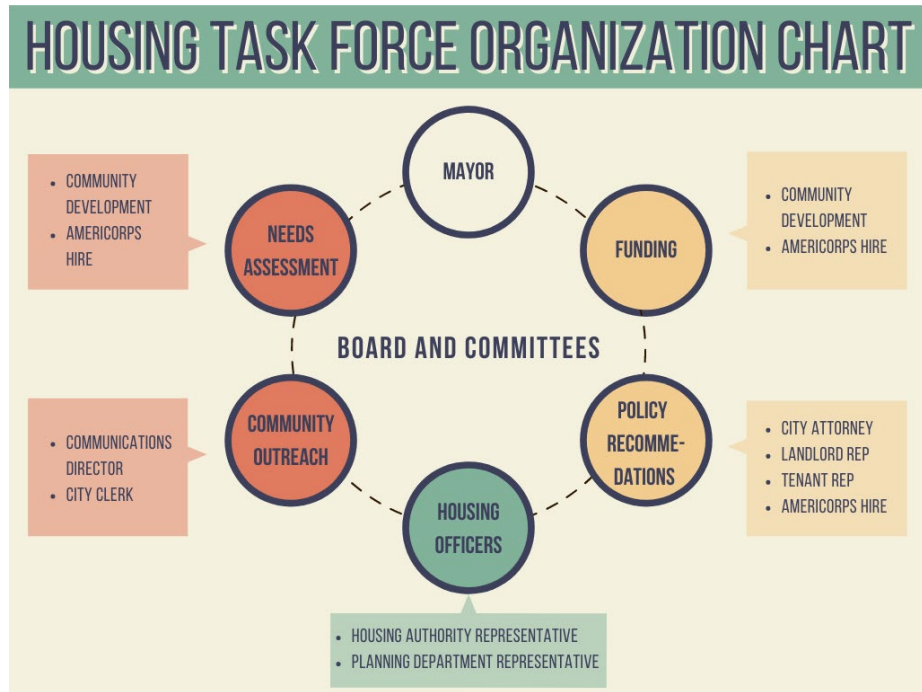 HOUSING TASK FORCE ORGANIZATION CHART
MAYOR
• COMMUNITY
DEVELOPMENT
• AMERICORPS
HIRE
NEEDS
ASSESSMENT
FUNDING
• COMMUNITY
DEVELOPMENT
• AMERICORPS HIRE
BOARD AND COMMITTEES
• COMMUNICATIONS
DIRECTOR
• CITY CLERK
COMMUNITY
OUTREACH
POLICY
RECOMME-
DATIONS
• CITY ATTORNEY
• LANDLORD REP
• TENANT REP
• AMERICORPS HIRE
HOUSING
OFFICERS
• HOUSING AUTHORITY REPRESENTATIVE
• PLANNING DEPARTMENT REPRESENTATIVE